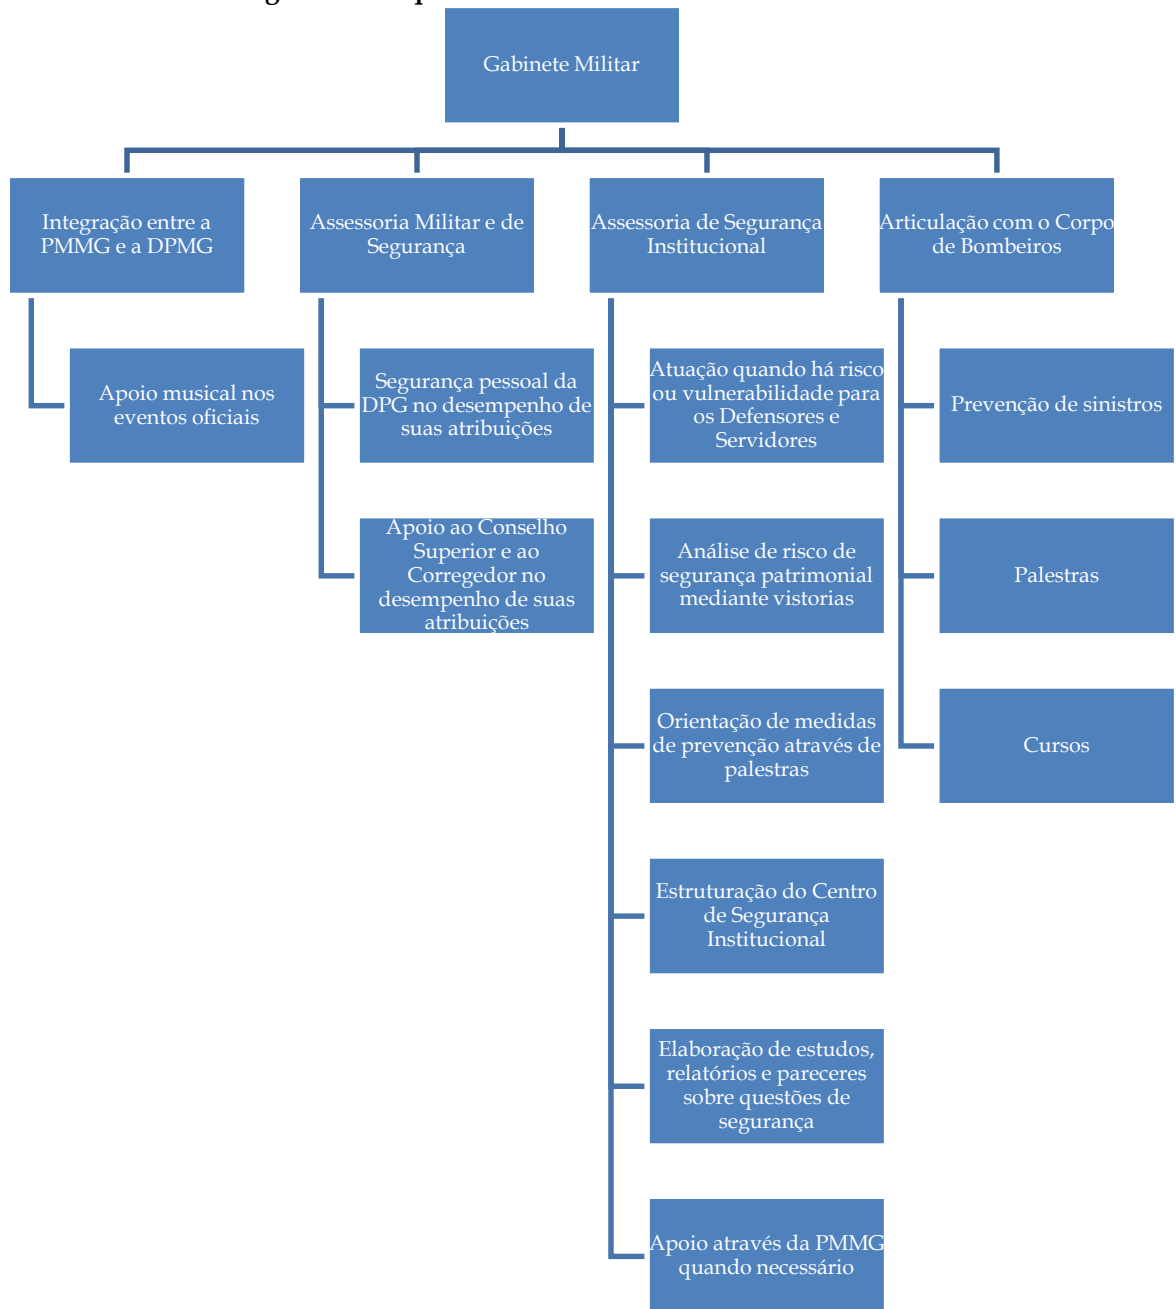 Gabinete Militar
Integração entre a
PMMG e a DPMG
Apoio musical nos
eventos oficiais
Assessoria Militar e de
Segurança
Segurança pessoal da
DPG no desempenho de
suas atribuições
Apoio ao Conselho
Superior e ao
Corregedor no
desempenho de suas
atribuições
Assessoria de Segurança
Institucional
Atuação quando há risco
ou vulnerabilidade para
os Defensores e
Servidores
Análise de risco de
segurança patrimonial
mediante vistorias
Orientação de medidas
de prevenção através de
palestras
Estruturação do Centro
de Segurança
Institucional
Elaboração de estudos,
relatórios e pareceres
sobre questões de
segurança
Apoio através da PMMG
quando necessário
Articulação com o Corpo
de Bombeiros
Prevenção de sinistros
Palestras
Cursos